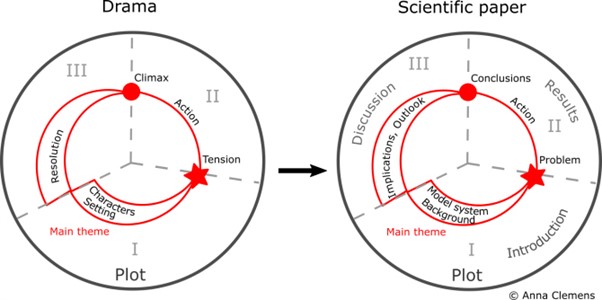 Drama
Climax
III
II
Action
Resolution
Tension
Characters
Setting
Main theme
I
Plot
Scientific paper
III
Conclusions
Discussion
Results
II
Action
Implications, Outlook
Problem
Model system
Background
Main theme
I
Introduction
Plot
© Anna Clemens